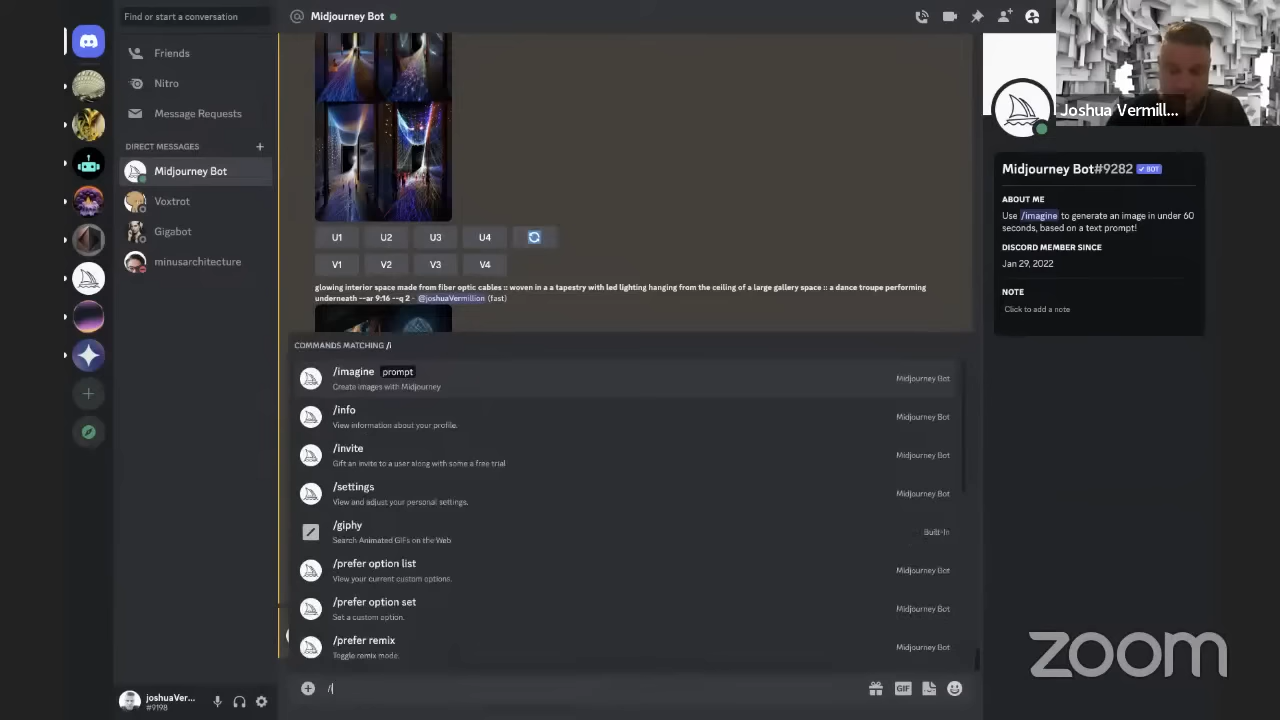 Find or start a conversation
Friends
Nitro
Message Requests
DIRECT MESSAGES
Midjourney Bot
Voxtrot
Gigabot
minusarchitecture
joshuaVer...
#9198
Midjourney Bot
U1 U2 U3 U4
V1 V2 V3 V4
glowing interior space made from fiber optic cables :: woven in a a tapestry with led lighting hanging from the ceiling of a large gallery space :: a dance troupe performing
underneath --ar 9:16 --q 2 - @joshuaVermillion (fast)
COMMANDS MATCHING /i
/imagine prompt
Create images with Midjourney
Midjourney Bot
/info
View information about your profile.
Midjourney Bot
/invite
Gift an invite to a user along with some a free trial
Midjourney Bot
/settings
View and adjust your personal settings.
Midjourney Bot
/giphy
Search Animated GIFs on the Web
Built-In
/prefer option list
View your current custom options.
Midjourney Bot
/prefer option set
Set a custom option.
Midjourney Bot
/prefer remix
Toggle remix mode.
Midjourney Bot
/i
GIF
Joshua Vermill...
Midjourney Bot#9282 BOT
ABOUT ME
Use /imagine to generate an image in under 60
seconds, based on a text prompt!
DISCORD MEMBER SINCE
Jan 29, 2022
NOTE
Click to add a note
zoom